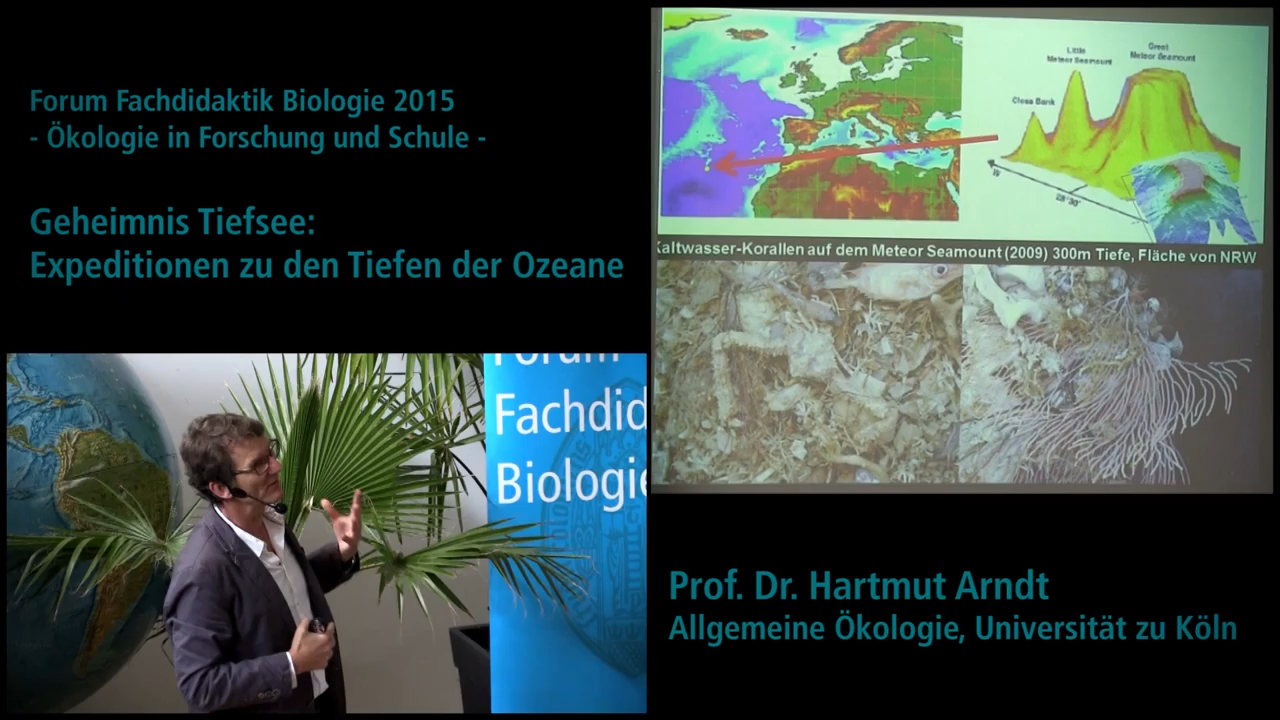 Forum Fachdidaktik Biologie 2015
- Ökologie in Forschung und Schule -
Geheimnis Tiefsee:
Expeditionen zu den Tiefen der Ozeane
Little
Meteor Seamount
Great
Meteor Seamount
Closs Bank
W
28°30'
Kaltwasser-Korallen auf dem Meteor Seamount (2009) 300m Tiefe, Fläche von NRW
Forum
Fachdid
Biologie
Prof. Dr. Hartmut Arndt
Allgemeine Ökologie, Universität zu Köln